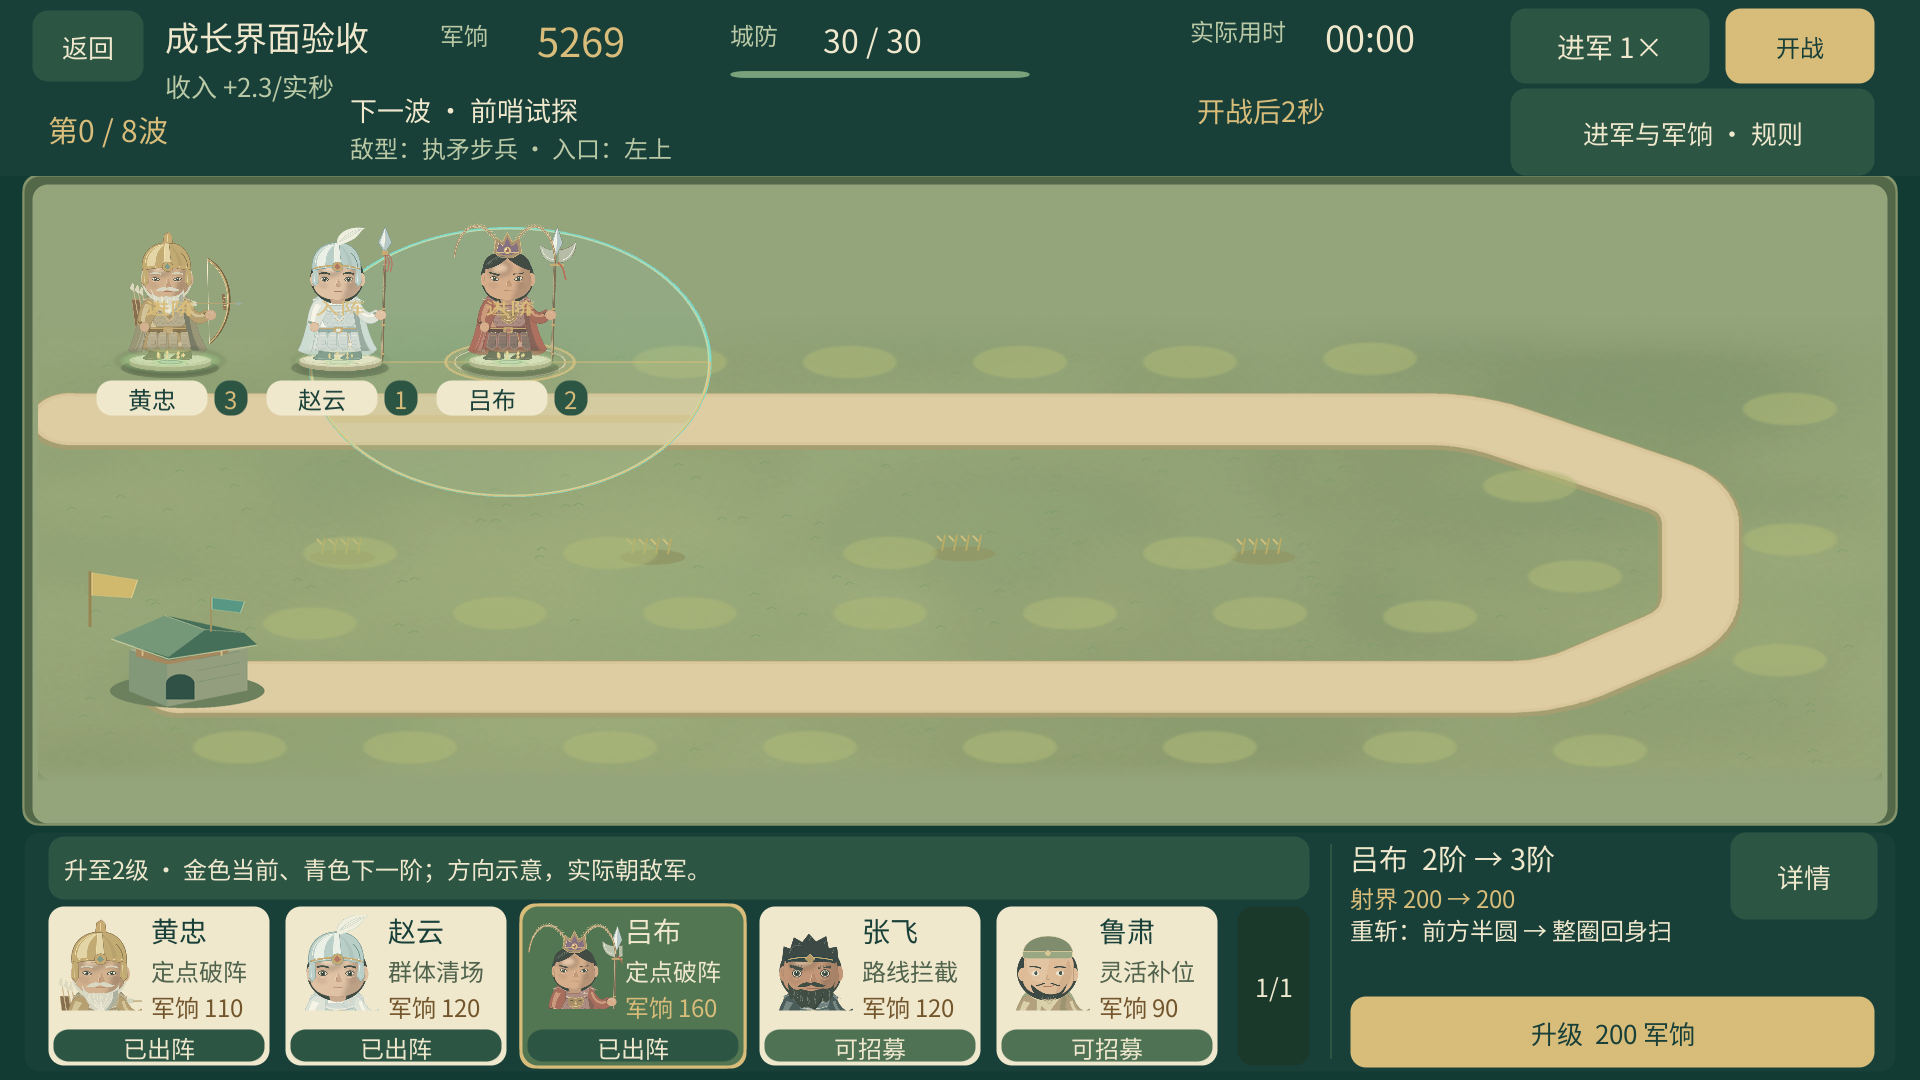 返回
成长界面验收
军饷
5269
城防
30 / 30
实际用时
00:00
进军 1×
开战
收入 +2.3/实秒
第0 / 8波
下一波 · 前哨试探
开战后2秒
进军与军饷 · 规则
敌型：执矛步兵 · 入口：左上
入阵
黄忠 3
赵云 1
吕布 2
升至2级 · 金色当前、青色下一阶；方向示意，实际朝敌军。
黄忠
定点破阵
军饷 110
已出阵
赵云
群体清场
军饷 120
已出阵
吕布
定点破阵
军饷 160
已出阵
张飞
路线拦截
军饷 120
可招募
鲁肃
灵活补位
军饷 90
可招募
1/1
吕布 2阶→3阶
射界 200→200
重斩：前方半圆→整圈回身扫
详情
升级 200 军饷